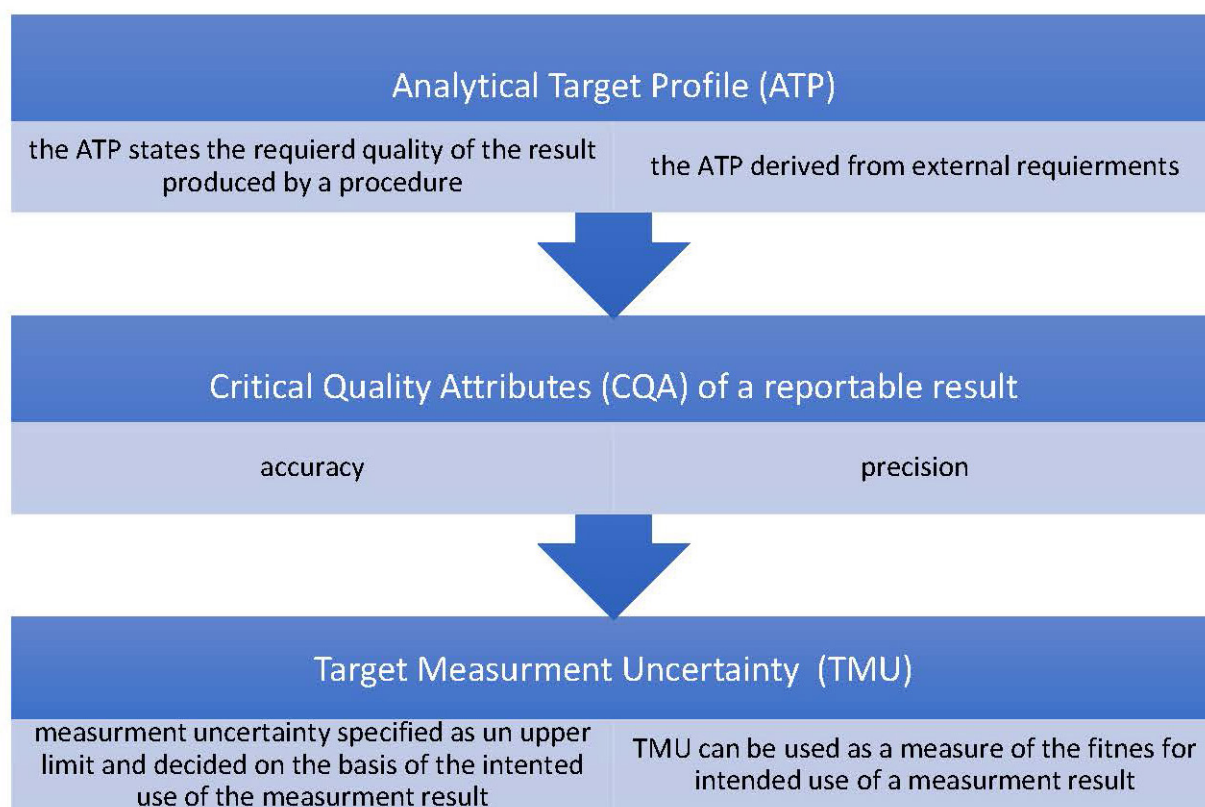 Analytical Target Profile (ATP)
the ATP states the requierd quality of the result
produced by a procedure
the ATP derived from external requierments
Critical Quality Attributes (CQA) of a reportable result
accuracy
precision
Target Measurment Uncertainty (TMU)
measurment uncertainty specified as un upper
limit and decided on the basis of the intented
use of the measurment result
TMU can be used as a measure of the fitnes for
intended use of a measurment result